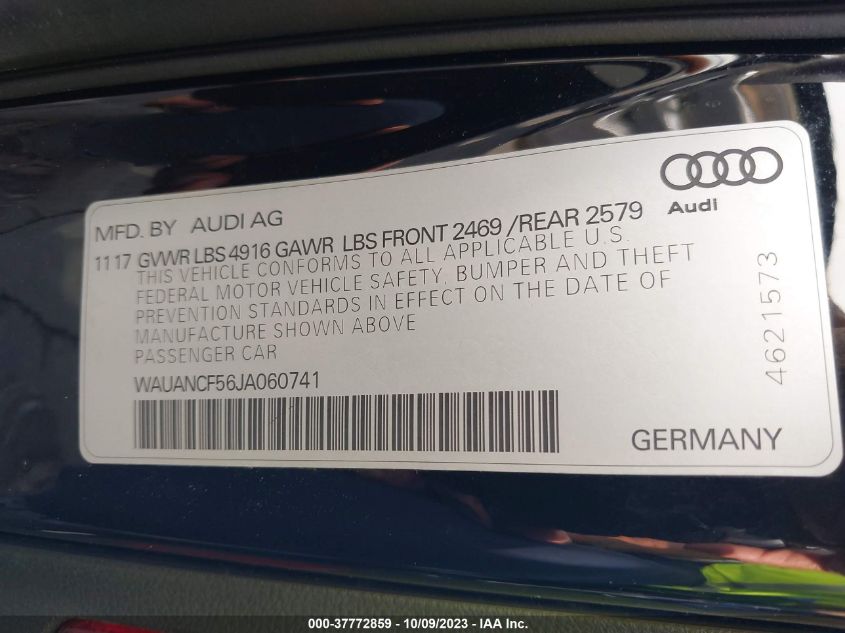 MFD. BY AUDI AG
Audi
11 17 GVWR LBS 4916 GAWR LBS FRONT 2469 /REAR 2579
THIS VEHICLE CONFORMS TO ALL APPLICABLE U.S.
FEDERAL MOTOR VEHICLE SAFETY, BUMPER AND THEFT
PREVENTION STANDARDS IN EFFECT ON THE DATE OF
MANUFACTURE SHOWN ABOVE
PASSENGER CAR
4621573
WAUANCF56JA060741
GERMANY
000-37772859 - 10/09/2023 - IAA Inc.